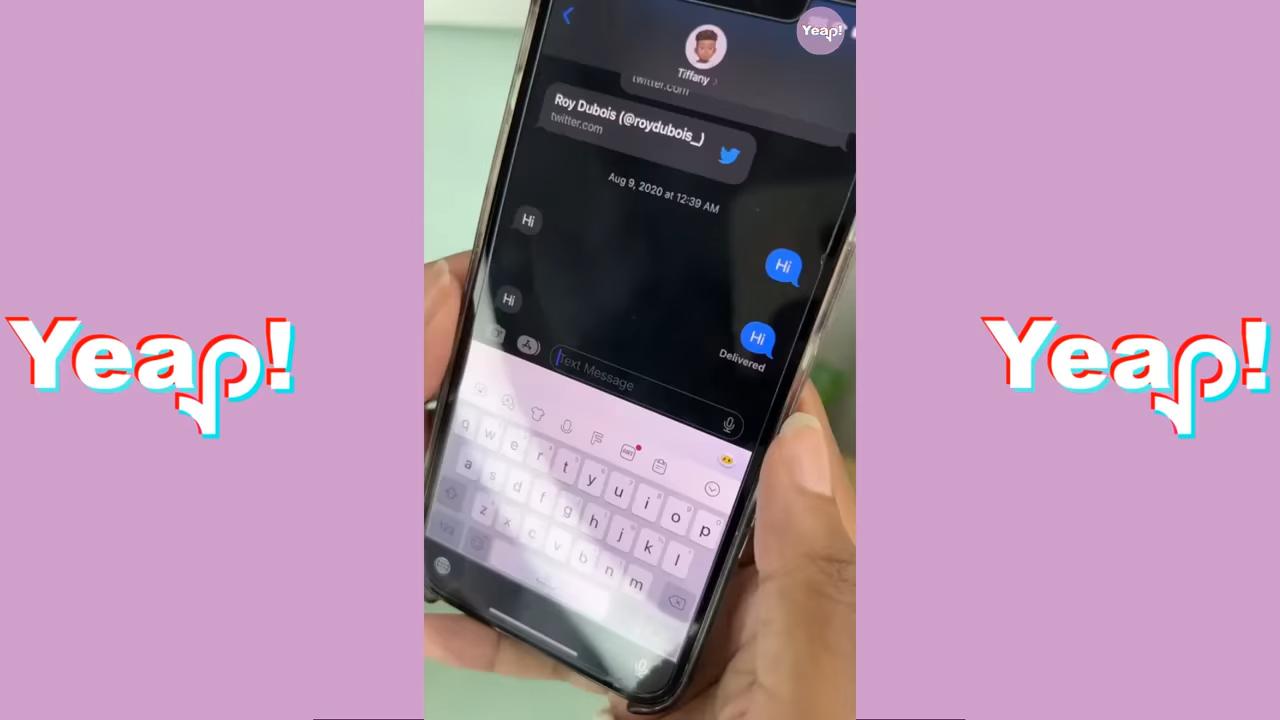 Yeap!
Tiffany
twitter.com
Roy Dubois (@roydubois_)
twitter.com
Aug 9, 2020 at 12:39 AM
Hi
Hi
Hi
Hi
Delivered
Text Message
Yeap!
Yeap!
q w e r t y u i o p
a s d f g h j k l
z x c v b n m